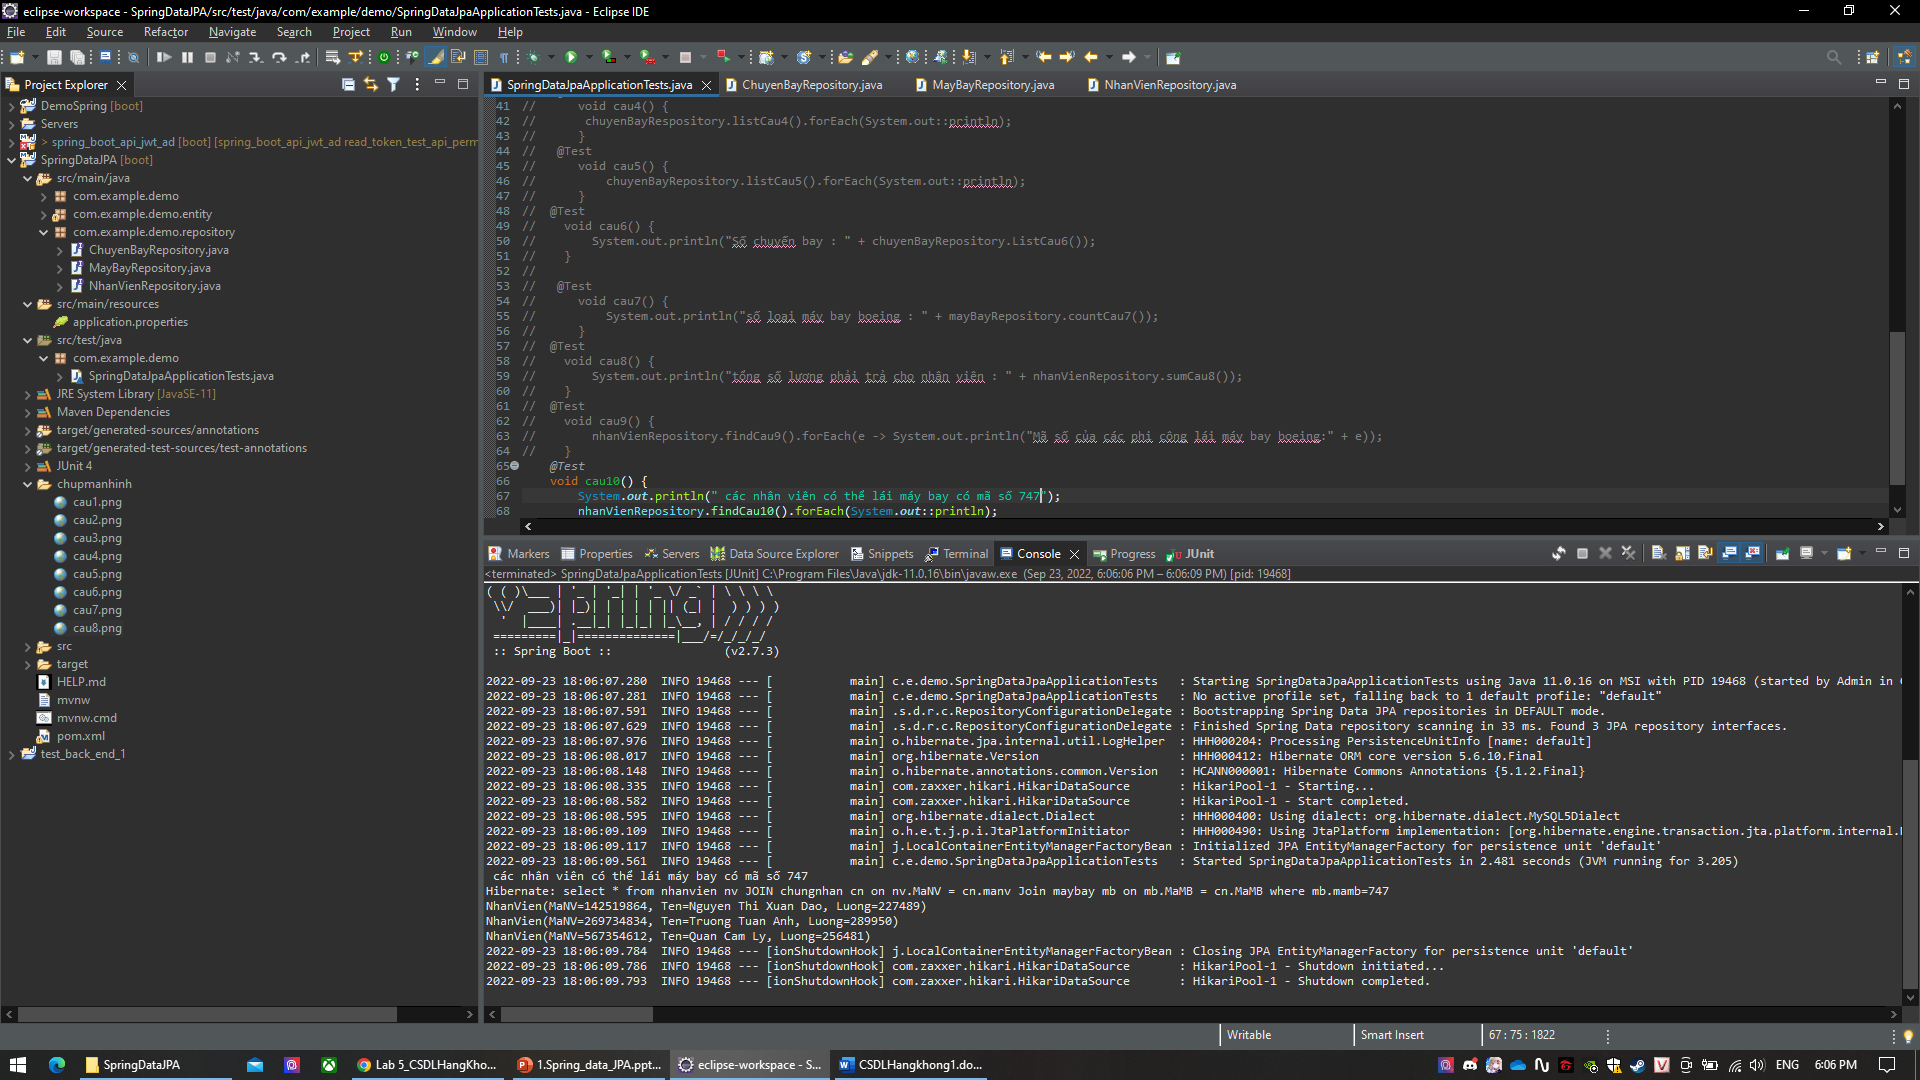 eclipse-workspace - SpringDataJPA/src/test/java/com/example/demo/SpringDataJpaApplicationTests.java - Eclipse IDE
File Edit Source Refactor Navigate Search Project Run Window Help
Project Explorer
DemoSpring [boot]
Servers
> spring_boot_api_jwt_ad [boot] [spring_boot_api_jwt_ad read_token_test_api_perm
SpringDataJPA [boot]
src/main/java
com.example.demo
com.example.demo.entity
com.example.demo.repository
ChuyenBayRepository.java
MayBayRepository.java
NhanVienRepository.java
src/main/resources
application.properties
src/test/java
com.example.demo
SpringDataJpaApplicationTests.java
JRE System Library [JavaSE-11]
Maven Dependencies
target/generated-sources/annotations
target/generated-test-sources/test-annotations
JUnit 4
chupmanhinh
cau1.png
cau2.png
cau3.png
cau4.png
cau5.png
cau6.png
cau7.png
cau8.png
src
target
HELP.md
mvnw
mvnw.cmd
pom.xml
test_back_end_1
SpringDataJpaApplicationTests.java ChuyenBayRepository.java MayBayRepository.java NhanVienRepository.java
41 // void cau4() {
42 // chuyenBayRespository.listCau4().forEach(System.out::println);
43 // }
44 // @Test
45 // void cau5() {
46 // chuyenBayRepository.listCau5().forEach(System.out::println);
47 // }
48 // @Test
49 // void cau6() {
50 // System.out.println("Số chuyến bay : " + chuyenBayRepository.ListCau6());
51 // }
52 //
53 // @Test
54 // void cau7() {
55 // System.out.println("số loại máy bay boeing : " + mayBayRepository.countCau7());
56 // }
57 // @Test
58 // void cau8() {
59 // System.out.println("tổng số lương phải trả cho nhân viên : " + nhanVienRepository.sumCau8());
60 // }
61 // @Test
62 // void cau9() {
63 // nhanVienRepository.findCau9().forEach(e -> System.out.println("Mã số của các phi công lái máy bay boeing:" + e));
64 // }
65 @Test
66 void cau10() {
67 System.out.println(" các nhân viên có thể lái máy bay có mã số 747");
68 nhanVienRepository.findCau10().forEach(System.out::println);
Markers Properties Servers Data Source Explorer Snippets Terminal Console Progress JUnit
<terminated> SpringDataJpaApplicationTests [JUnit] C:\Program Files\Java\jdk-11.0.16\bin\javaw.exe (Sep 23, 2022, 6:06:06 PM – 6:06:09 PM) [pid: 19468]
( ( )\___ | '_ | '_| | '_ \/ _` | \ \ \ \
\\/ ___)| |_)| | | | | || (_| | ) ) ) )
' |____| .__|_| |_|_| |_\__, | / / / /
=========|_|==============|___/=/_/_/_/
:: Spring Boot :: (v2.7.3)
2022-09-23 18:06:07.280 INFO 19468 --- [ main] c.e.demo.SpringDataJpaApplicationTests : Starting SpringDataJpaApplicationTests using Java 11.0.16 on MSI with PID 19468 (started by Admin in C
2022-09-23 18:06:07.281 INFO 19468 --- [ main] c.e.demo.SpringDataJpaApplicationTests : No active profile set, falling back to 1 default profile: "default"
2022-09-23 18:06:07.591 INFO 19468 --- [ main] .s.d.r.c.RepositoryConfigurationDelegate : Bootstrapping Spring Data JPA repositories in DEFAULT mode.
2022-09-23 18:06:07.629 INFO 19468 --- [ main] .s.d.r.c.RepositoryConfigurationDelegate : Finished Spring Data repository scanning in 33 ms. Found 3 JPA repository interfaces.
2022-09-23 18:06:07.976 INFO 19468 --- [ main] o.hibernate.jpa.internal.util.LogHelper : HHH000204: Processing PersistenceUnitInfo [name: default]
2022-09-23 18:06:08.017 INFO 19468 --- [ main] org.hibernate.Version : HHH000412: Hibernate ORM core version 5.6.10.Final
2022-09-23 18:06:08.148 INFO 19468 --- [ main] o.hibernate.annotations.common.Version : HCANN000001: Hibernate Commons Annotations {5.1.2.Final}
2022-09-23 18:06:08.335 INFO 19468 --- [ main] com.zaxxer.hikari.HikariDataSource : HikariPool-1 - Starting...
2022-09-23 18:06:08.582 INFO 19468 --- [ main] com.zaxxer.hikari.HikariDataSource : HikariPool-1 - Start completed.
2022-09-23 18:06:08.595 INFO 19468 --- [ main] org.hibernate.dialect.Dialect : HHH000400: Using dialect: org.hibernate.dialect.MySQL5Dialect
2022-09-23 18:06:09.109 INFO 19468 --- [ main] o.h.e.t.j.p.i.JtaPlatformInitiator : HHH000490: Using JtaPlatform implementation: [org.hibernate.engine.transaction.jta.platform.internal.
2022-09-23 18:06:09.117 INFO 19468 --- [ main] j.LocalContainerEntityManagerFactoryBean : Initialized JPA EntityManagerFactory for persistence unit 'default'
2022-09-23 18:06:09.561 INFO 19468 --- [ main] c.e.demo.SpringDataJpaApplicationTests : Started SpringDataJpaApplicationTests in 2.481 seconds (JVM running for 3.205)
các nhân viên có thể lái máy bay có mã số 747
Hibernate: select * from nhanvien nv JOIN chungnhan cn on nv.MaNV = cn.manv Join maybay mb on mb.MaMB = cn.MaMB where mb.mamb=747
NhanVien(MaNV=142519864, Ten=Nguyen Thi Xuan Dao, Luong=227489)
NhanVien(MaNV=269734834, Ten=Truong Tuan Anh, Luong=289950)
NhanVien(MaNV=567354612, Ten=Quan Cam Ly, Luong=256481)
2022-09-23 18:06:09.784 INFO 19468 --- [ionShutdownHook] j.LocalContainerEntityManagerFactoryBean : Closing JPA EntityManagerFactory for persistence unit 'default'
2022-09-23 18:06:09.786 INFO 19468 --- [ionShutdownHook] com.zaxxer.hikari.HikariDataSource : HikariPool-1 - Shutdown initiated...
2022-09-23 18:06:09.793 INFO 19468 --- [ionShutdownHook] com.zaxxer.hikari.HikariDataSource : HikariPool-1 - Shutdown completed.
Writable Smart Insert 67 : 75 : 1822
SpringDataJPA Lab 5_CSDLHangKho... 1.Spring_data_JPA.ppt... eclipse-workspace - S... CSDLHangkhong1.do... ENG 6:06 PM